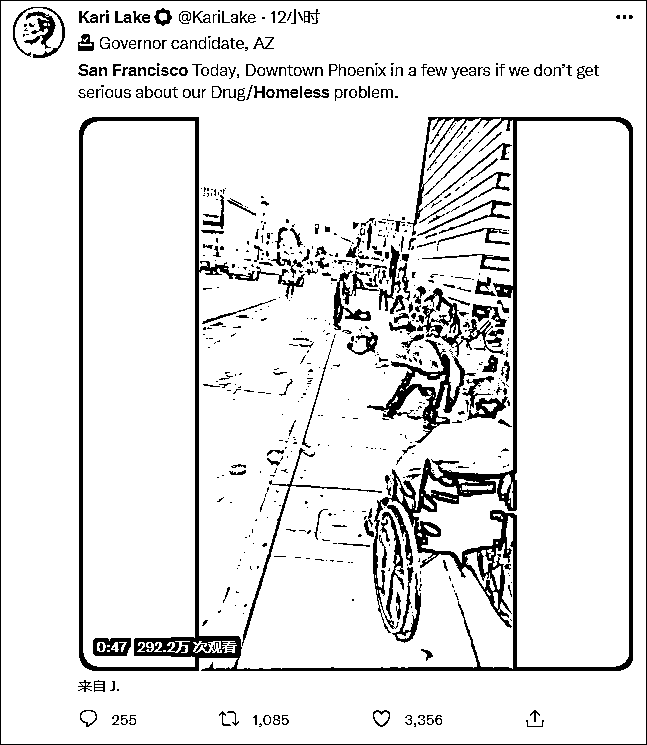 Kari Lake @KariLake · 12小时
Governor candidate, AZ
San Francisco Today, Downtown Phoenix in a few years if we don't get
serious about our Drug/Homeless problem.
0:47 292.2万 次观看
来自 J.
255 1,085 3,356